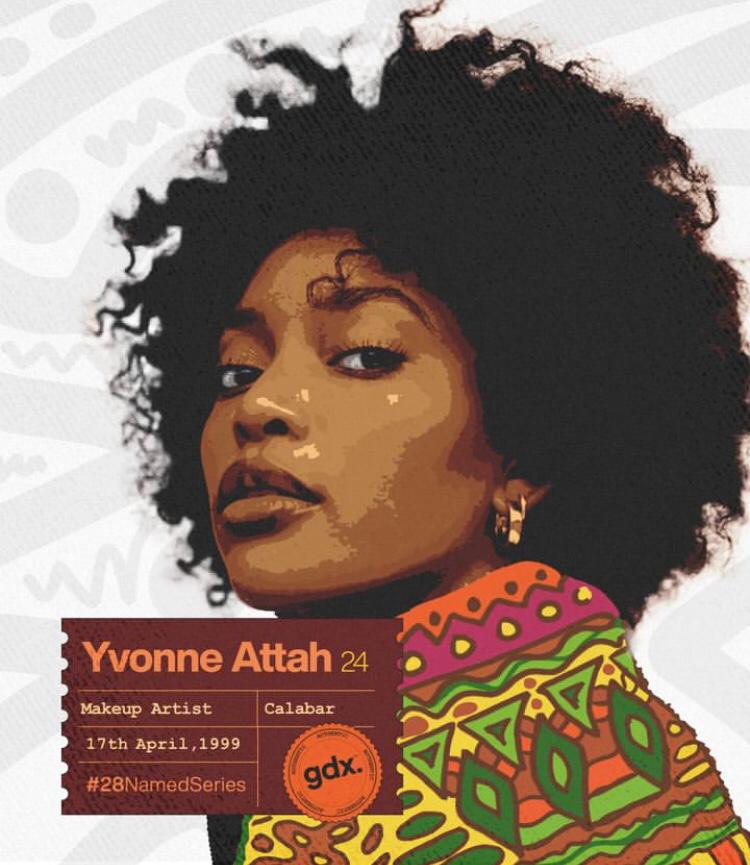 Yvonne Attah 24
Makeup Artist
Calabar
17th April,1999
#28NamedSeries
gdx.